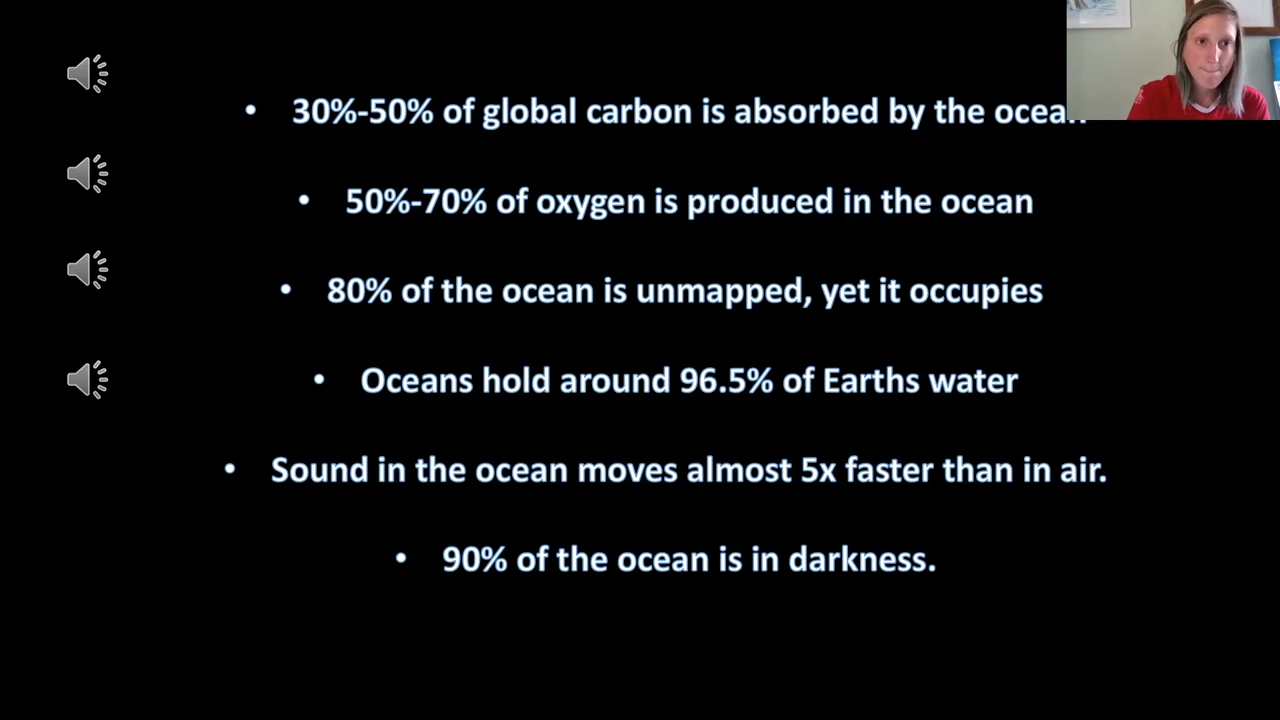 • 30%-50% of global carbon is absorbed by the ocean
• 50%-70% of oxygen is produced in the ocean
• 80% of the ocean is unmapped, yet it occupies
• Oceans hold around 96.5% of Earths water
• Sound in the ocean moves almost 5x faster than in air.
• 90% of the ocean is in darkness.